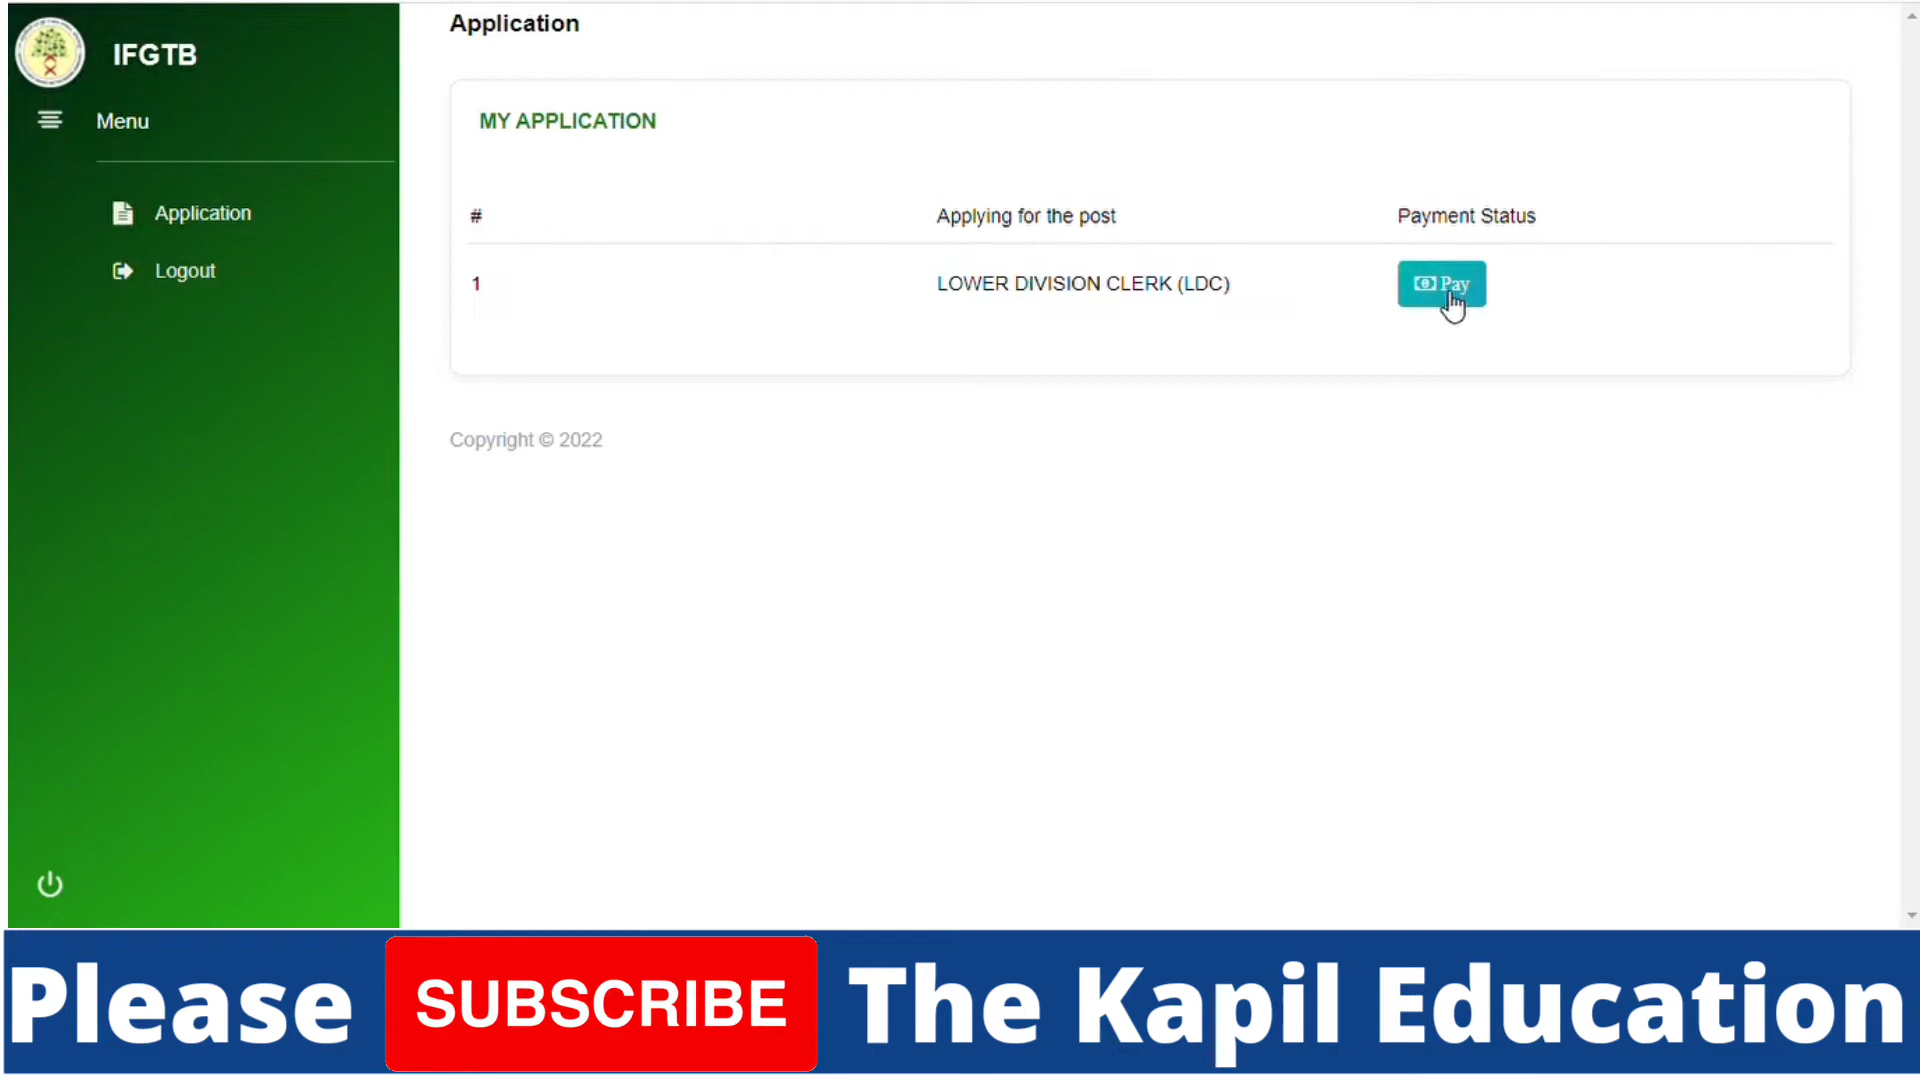 IFGTB
Menu
Application
Logout
Application
MY APPLICATION
# Applying for the post Payment Status
1 LOWER DIVISION CLERK (LDC) Pay
Copyright © 2022
Please SUBSCRIBE The Kapil Education